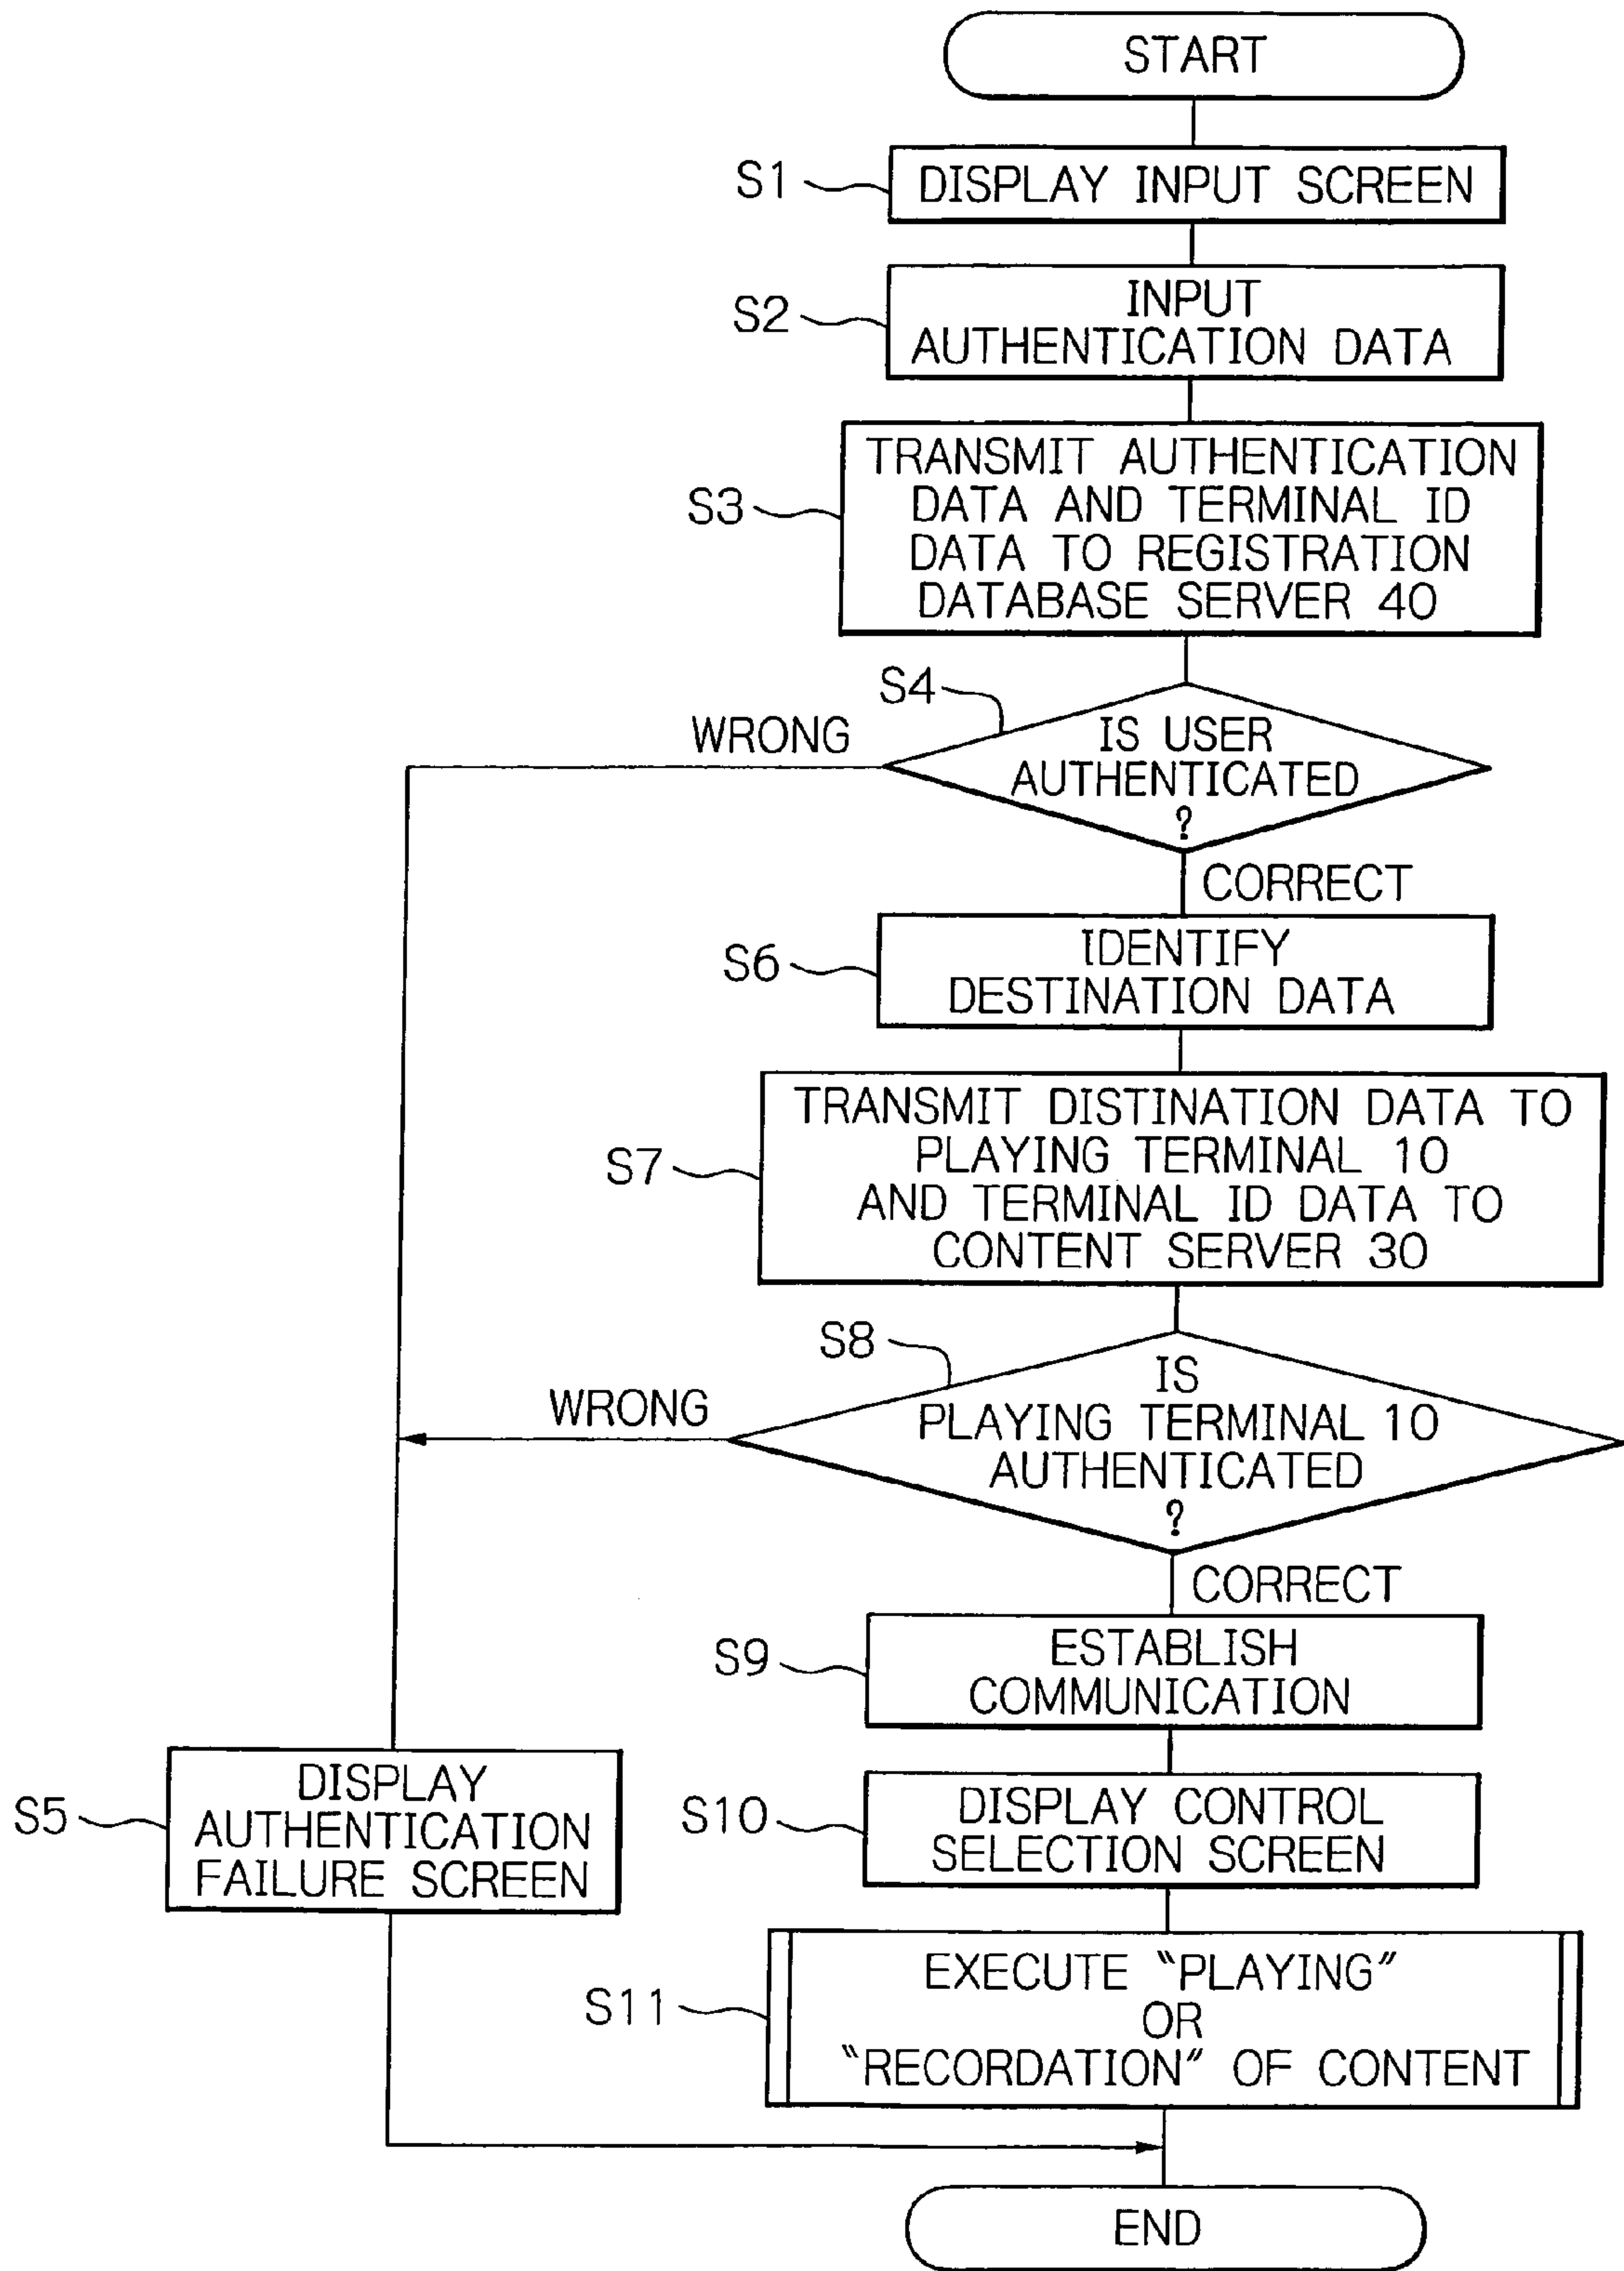 START
S1
DISPLAY INPUT SCREEN
S2
INPUT
AUTHENTICATION DATA
S3
TRANSMIT AUTHENTICATION
DATA AND TERMINAL ID
DATA TO REGISTRATION
DATABASE SERVER 40
S4
WRONG
IS USER
AUTHENTICATED
?
CORRECT
S6
IDENTIFY
DESTINATION DATA
S7
TRANSMIT DISTINATION DATA TO
PLAYING TERMINAL 10
AND TERMINAL ID DATA TO
CONTENT SERVER 30
S8
WRONG
IS
PLAYING TERMINAL 10
AUTHENTICATED
?
CORRECT
S9
ESTABLISH
COMMUNICATION
S5
DISPLAY
AUTHENTICATION
FAILURE SCREEN
S10
DISPLAY CONTROL
SELECTION SCREEN
S11
EXECUTE "PLAYING"
OR
"RECORDATION" OF CONTENT
END